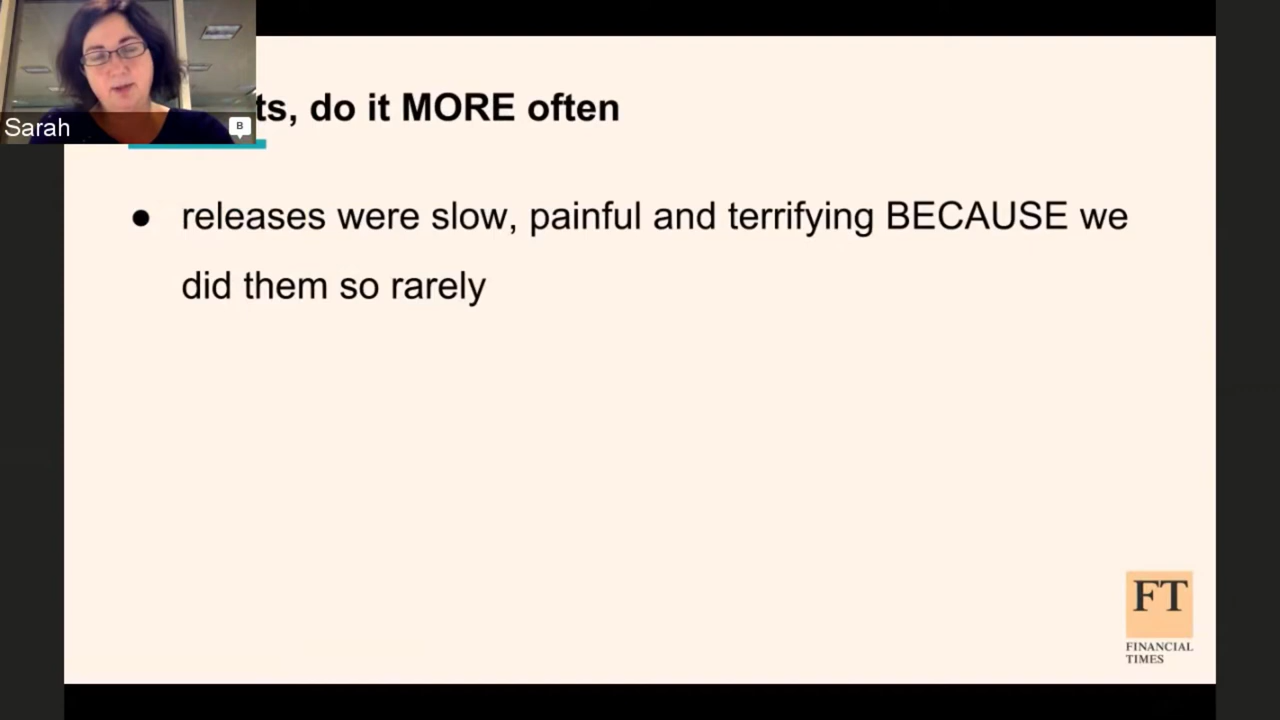 Sarah
B
ts, do it MORE often
● releases were slow, painful and terrifying BECAUSE we
did them so rarely
FT
FINANCIAL
TIMES